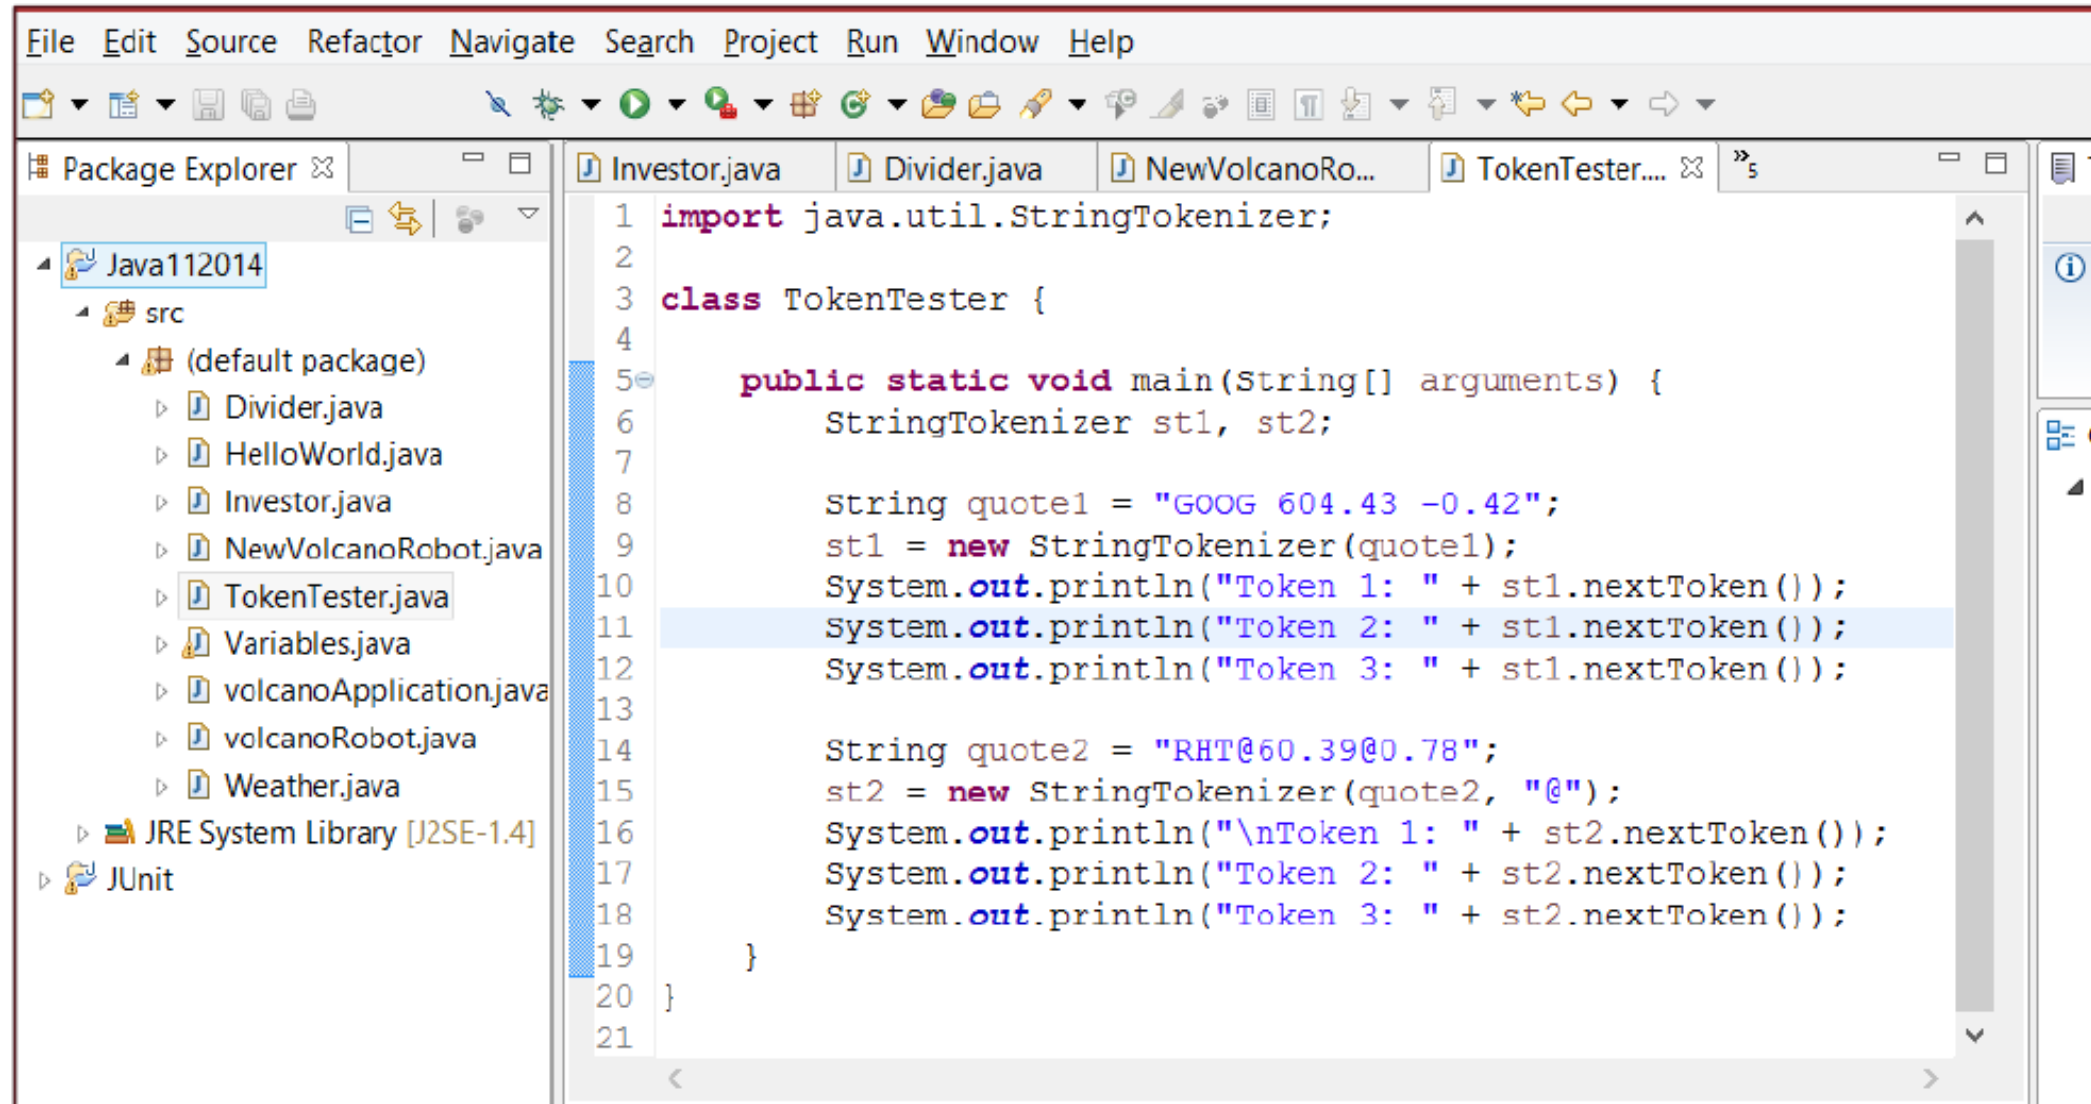 File Edit Source Refactor Navigate Search Project Run Window Help
Package Explorer
Java112014
src
(default package)
Divider.java
HelloWorld.java
Investor.java
NewVolcanoRobot.java
TokenTester.java
Variables.java
volcanoApplication.java
volcanoRobot.java
Weather.java
JRE System Library [J2SE-1.4]
JUnit
Investor.java Divider.java NewVolcanoRo... TokenTester.... »5
1 import java.util.StringTokenizer;
2
3 class TokenTester {
4
5 public static void main(String[] arguments) {
6 StringTokenizer st1, st2;
7
8 String quote1 = "GOOG 604.43 -0.42";
9 st1 = new StringTokenizer(quote1);
10 System.out.println("Token 1: " + st1.nextToken());
11 System.out.println("Token 2: " + st1.nextToken());
12 System.out.println("Token 3: " + st1.nextToken());
13
14 String quote2 = "RHT@60.39@0.78";
15 st2 = new StringTokenizer(quote2, "@");
16 System.out.println("\nToken 1: " + st2.nextToken());
17 System.out.println("Token 2: " + st2.nextToken());
18 System.out.println("Token 3: " + st2.nextToken());
19 }
20 }
21